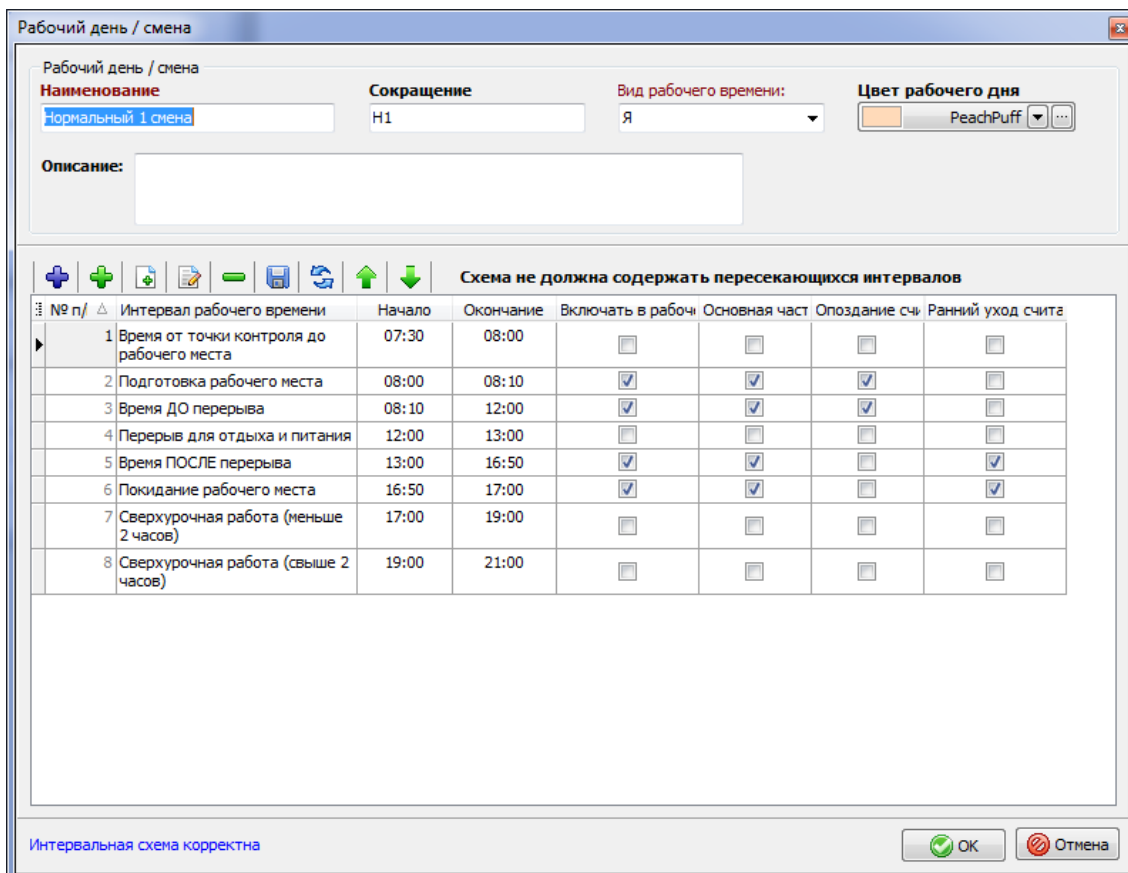 Рабочий день / смена
Рабочий день / смена
Наименование Сокращение Вид рабочего времени: Цвет рабочего дня
Нормальный 1 смена Н1 Я PeachPuff
Описание:
Схема не должна содержать пересекающихся интервалов
№ п/ Интервал рабочего времени Начало Окончание Включать в рабоч Основная част Опоздание сч Ранний уход счита
1 Время от точки контроля до 07:30 08:00
рабочего места
2 Подготовка рабочего места 08:00 08:10
3 Время ДО перерыва 08:10 12:00
4 Перерыв для отдыха и питания 12:00 13:00
5 Время ПОСЛЕ перерыва 13:00 16:50
6 Покидание рабочего места 16:50 17:00
7 Сверхурочная работа (меньше 17:00 19:00
2 часов)
8 Сверхурочная работа (свыше 2 19:00 21:00
часов)
Интервальная схема корректна OK Отмена